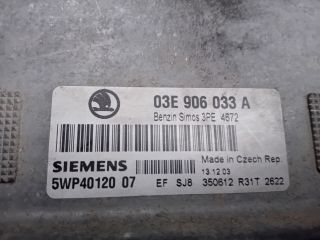 03E 906 033 A
Benzin Simos 3PE 4672
SIEMENS
Made in Czech Rep.
13.12.03
5WP40120 07
EF SJ8 350612 R31T 2622